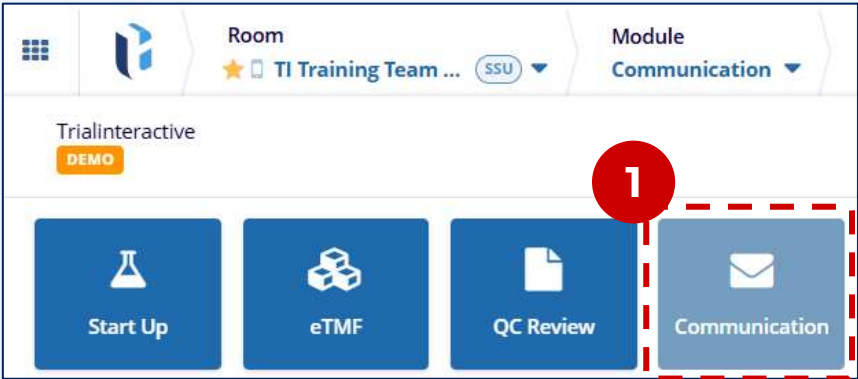 Room
TI Training Team ... SSU
Module
Communication
Trialinteractive
DEMO
1
Start Up
eTMF
QC Review
Communication